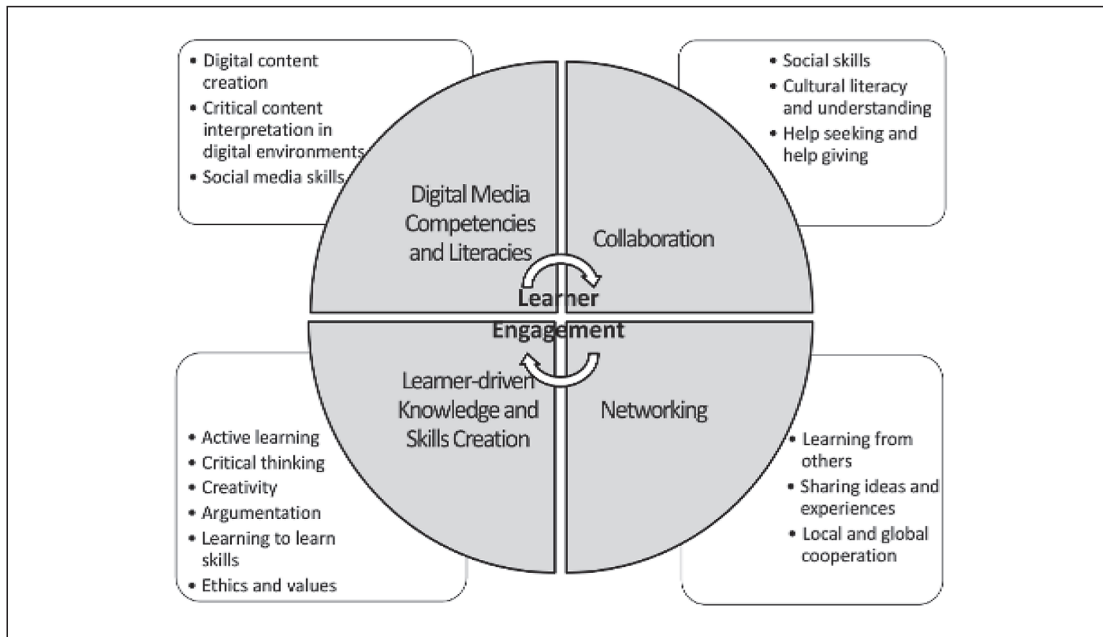 • Digital content
creation
• Critical content
interpretation in
digital environments
• Social media skills
• Social skills
• Cultural literacy
and understanding
• Help seeking and
help giving
Digital Media
Competencies
and Literacies
Collaboration
Learner
Engagement
Learner-driven
Knowledge and
Skills Creation
Networking
• Active learning
• Critical thinking
• Creativity
• Argumentation
• Learning to learn
skills
• Ethics and values
• Learning from
others
• Sharing ideas and
experiences
• Local and global
cooperation